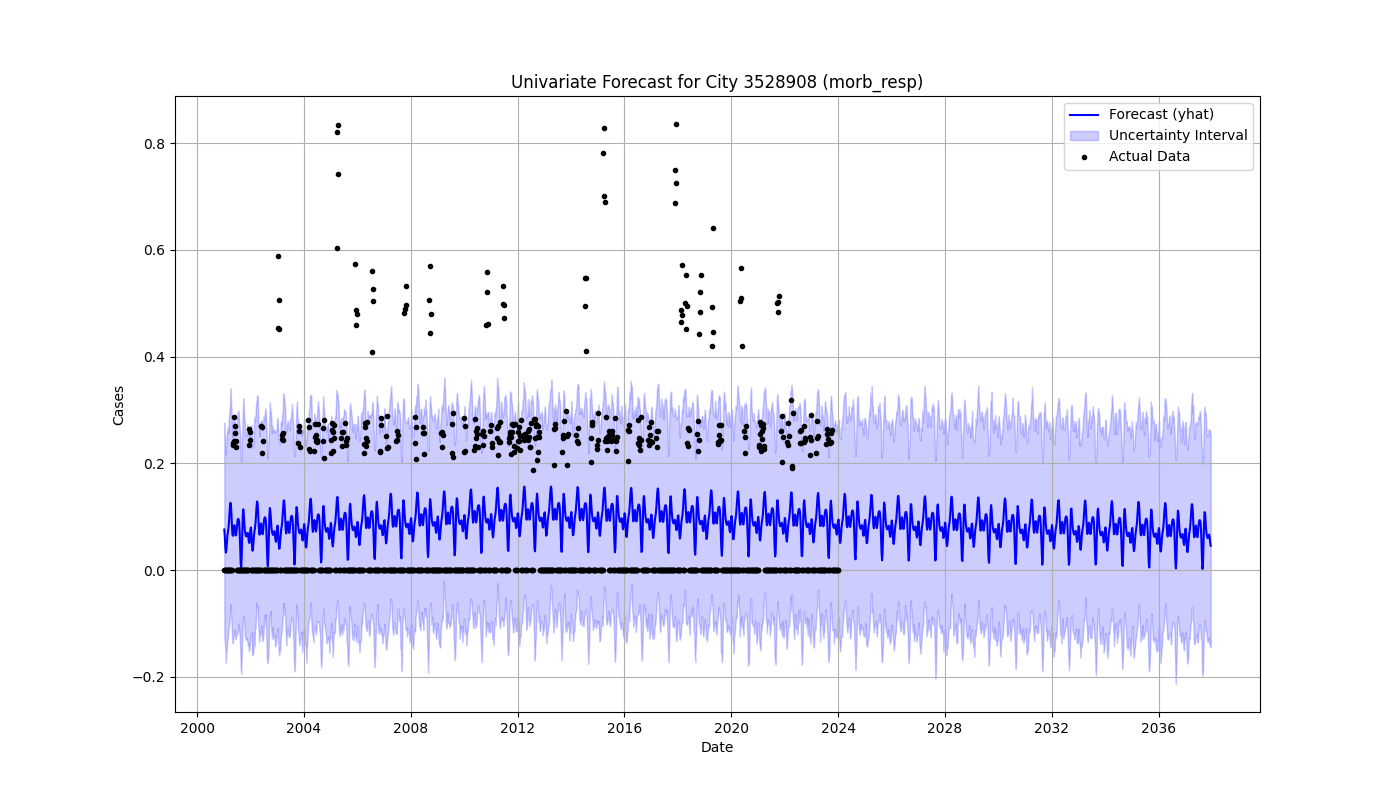 Univariate Forecast for City 3528908 (morb_resp)
Forecast (yhat)
Uncertainty Interval
Actual Data
Cases
0.8
0.6
0.4
0.2
0.0
−0.2
2000 2004 2008 2012 2016 2020 2024 2028 2032 2036
Date